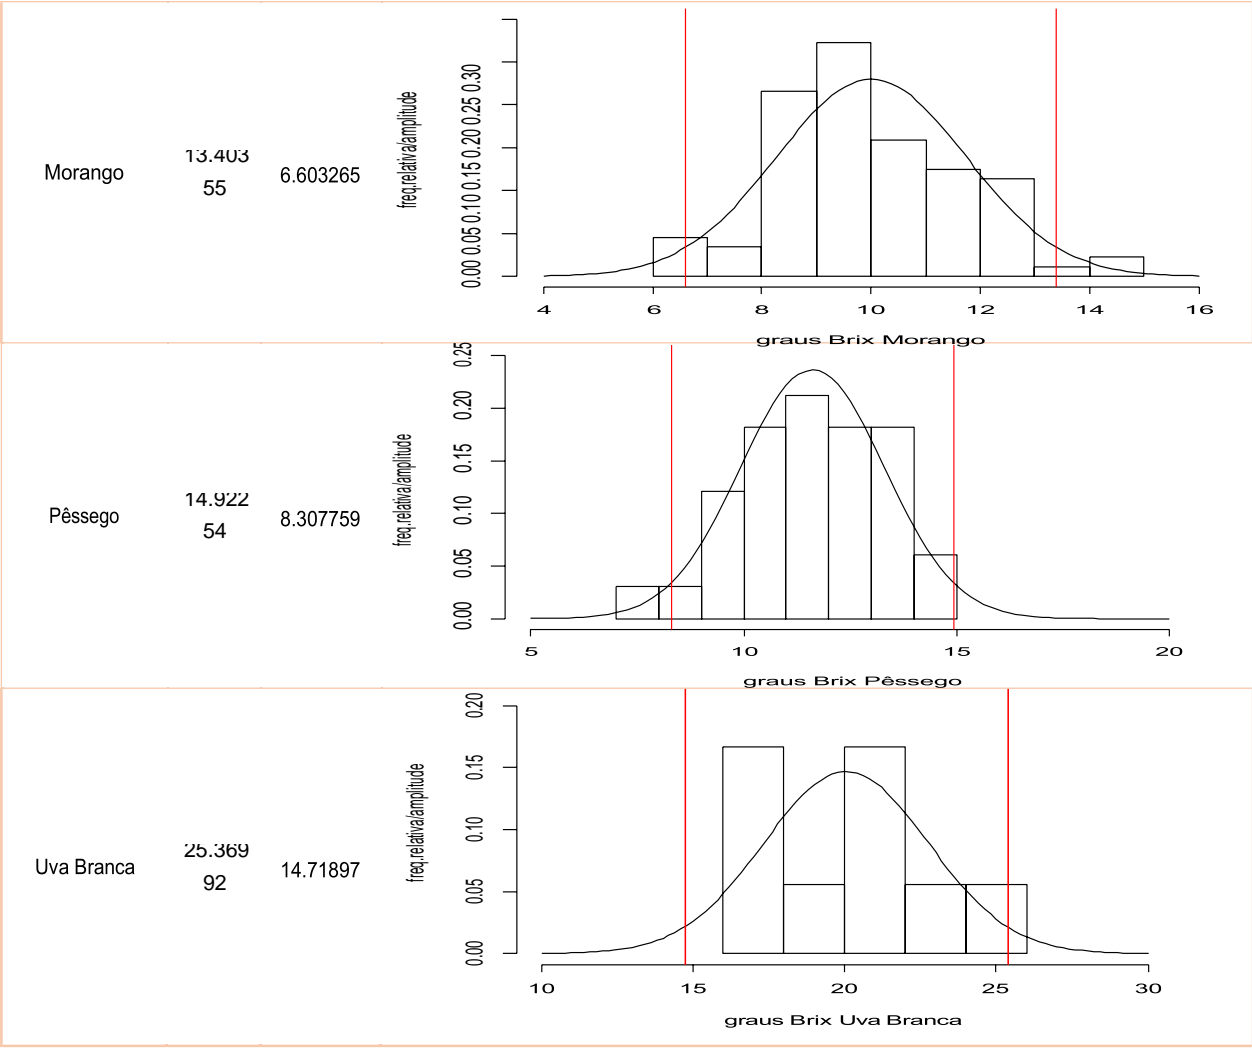 Morango
13.403
55
6.603265
freq.relativa/amplitude
0.00 0.05 0.10 0.15 0.20 0.25 0.30
4 6 8 10 12 14 16
graus Brix Morango
Pêssego
14.922
54
8.307759
freq.relativa/amplitude
0.00 0.05 0.10 0.15 0.20 0.25
5 10 15 20
graus Brix Pêssego
Uva Branca
25.369
92
14.71897
freq.relativa/amplitude
0.00 0.05 0.10 0.15 0.20
10 15 20 25 30
graus Brix Uva Branca